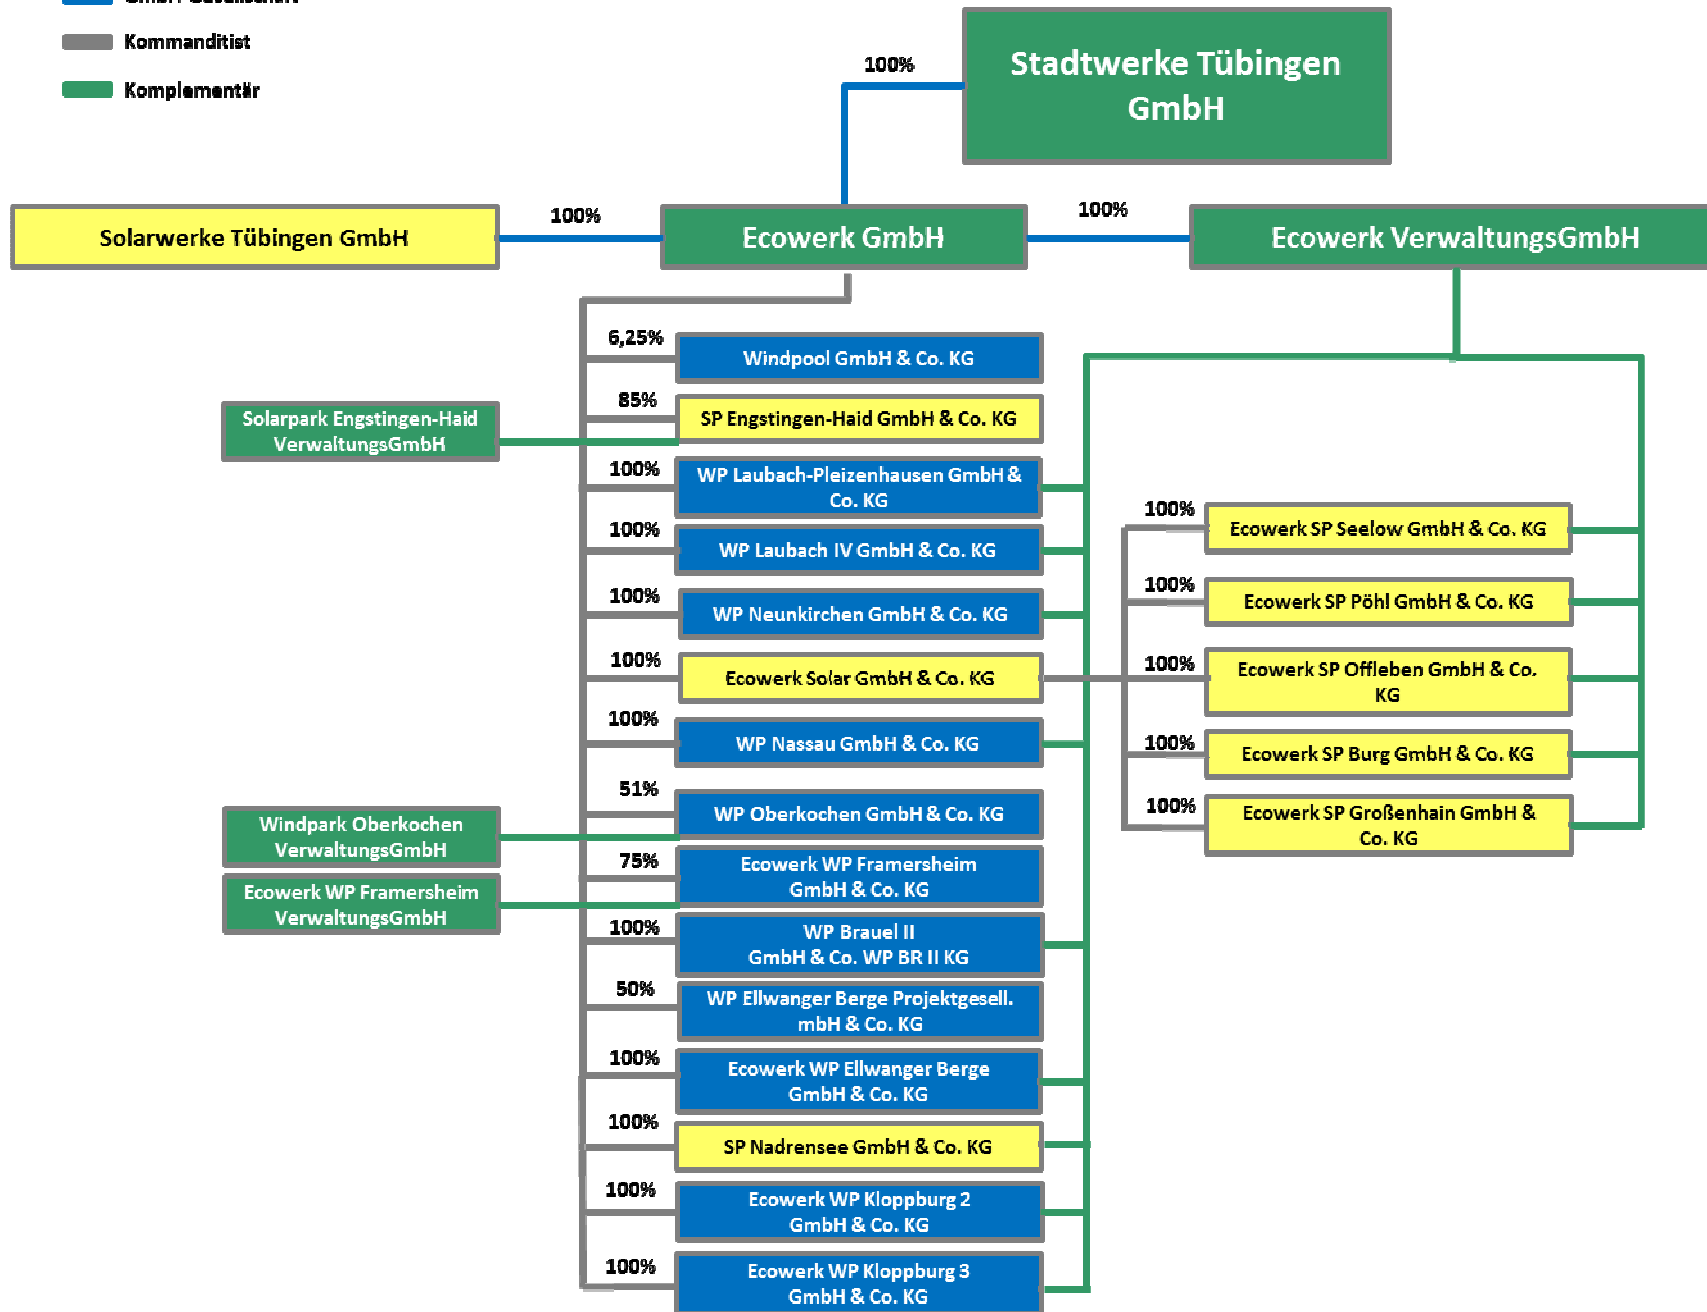 Kommanditist
Komplementär
100%
Stadtwerke Tübingen
GmbH
Solarwerke Tübingen GmbH
100%
Ecowerk GmbH
100%
Ecowerk VerwaltungsGmbH
6,25%
Windpool GmbH & Co. KG
85%
SP Engstingen-Haid GmbH & Co. KG
Solarpark Engstingen-Haid
VerwaltungsGmbH
100%
WP Laubach-Pleizenhausen GmbH &
Co. KG
100%
WP Laubach IV GmbH & Co. KG
100%
WP Neunkirchen GmbH & Co. KG
100%
Ecowerk Solar GmbH & Co. KG
100%
WP Nassau GmbH & Co. KG
51%
WP Oberkochen GmbH & Co. KG
Windpark Oberkochen
VerwaltungsGmbH
75%
Ecowerk WP Framersheim
GmbH & Co. KG
Ecowerk WP Framersheim
VerwaltungsGmbH
100%
WP Brauel II
GmbH & Co. WP BR II KG
50%
WP Ellwanger Berge Projektgesell.
mbH & Co. KG
100%
Ecowerk WP Ellwanger Berge
GmbH & Co. KG
100%
SP Nadrensee GmbH & Co. KG
100%
Ecowerk WP Kloppburg 2
GmbH & Co. KG
100%
Ecowerk WP Kloppburg 3
GmbH & Co. KG
100%
Ecowerk SP Seelow GmbH & Co. KG
100%
Ecowerk SP Pöhl GmbH & Co. KG
100%
Ecowerk SP Offleben GmbH & Co.
KG
100%
Ecowerk SP Burg GmbH & Co. KG
100%
Ecowerk SP Großenhain GmbH &
Co. KG